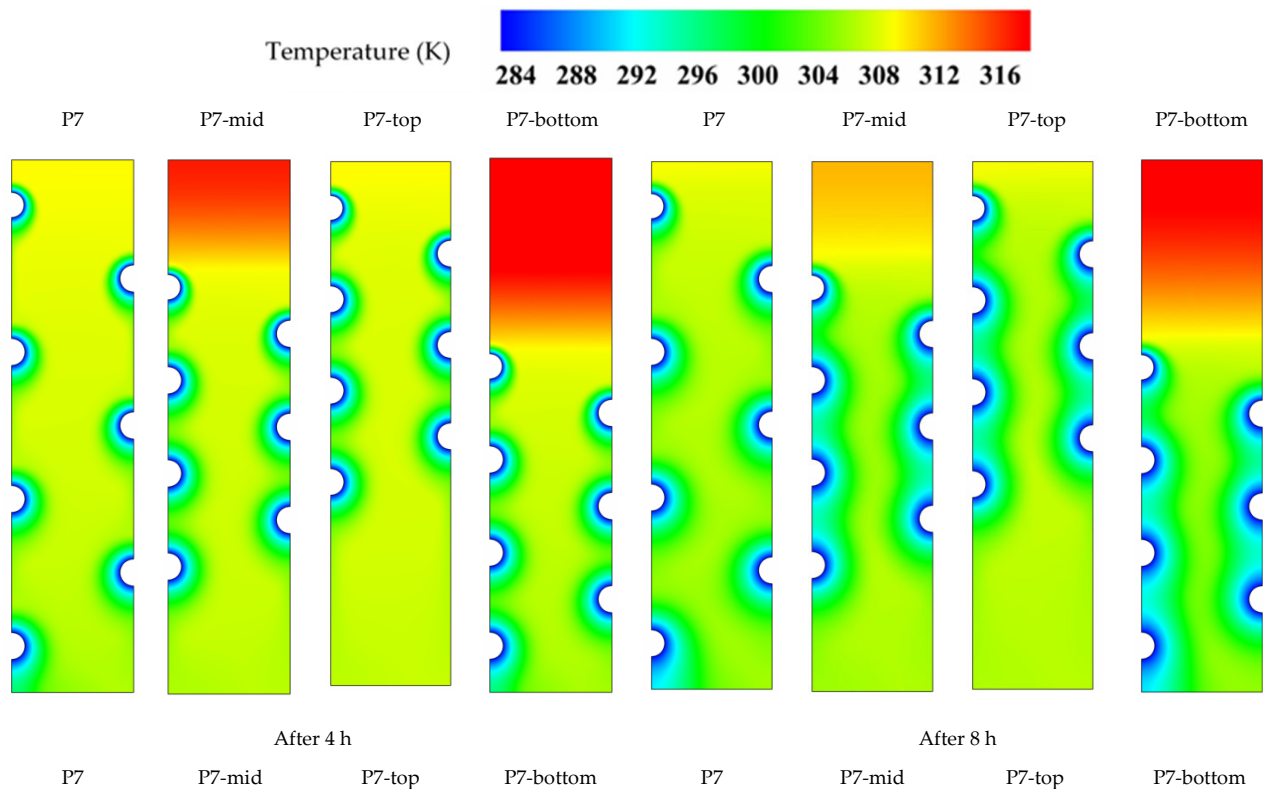 Temperature (K)
284 288 292 296 300 304 308 312 316
P7 P7-mid P7-top P7-bottom P7 P7-mid P7-top P7-bottom
After 4 h After 8 h
P7 P7-mid P7-top P7-bottom P7 P7-mid P7-top P7-bottom